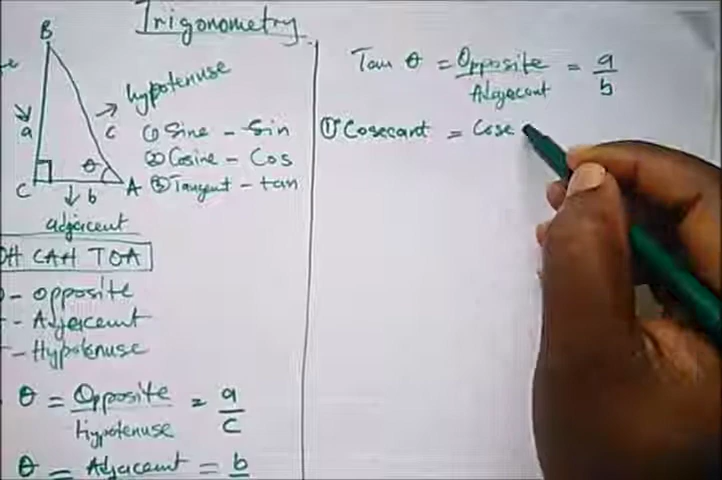 Trigonometry
B
hypotenuse
a
c
① Sine - Sin
② Cosine - Cos
③ Tangent - tan
θ
C
b
A
adjacent
OH CAH TOA
- opposite
- Adjacent
- Hypotenuse
θ = Opposite / Hypotenuse = a / c
θ = Adjacent = b
Tan θ = Opposite / Adjacent = a / b
① Cosecant = Cose